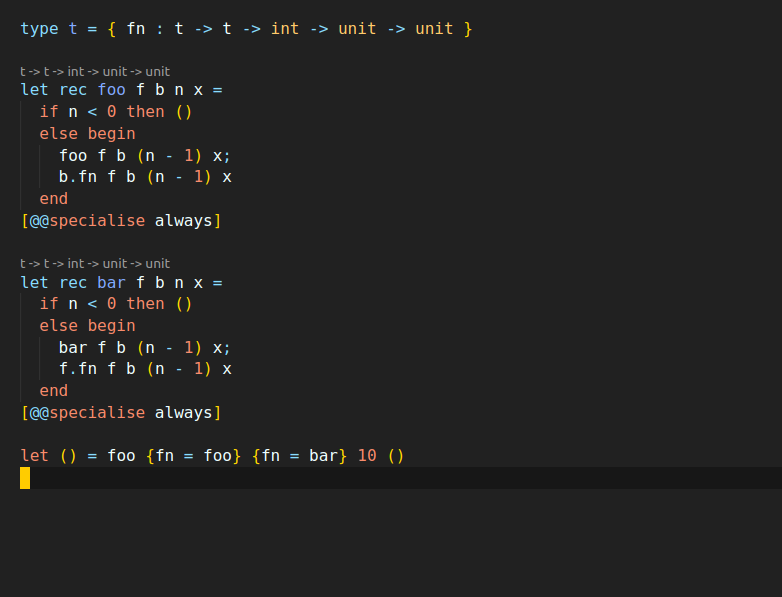 type t = { fn : t -> t -> int -> unit -> unit }
t -> t -> int -> unit -> unit
let rec foo f b n x =
  if n < 0 then ()
  else begin
    foo f b (n - 1) x;
    b.fn f b (n - 1) x
  end
[@@specialise always]
t -> t -> int -> unit -> unit
let rec bar f b n x =
  if n < 0 then ()
  else begin
    bar f b (n - 1) x;
    f.fn f b (n - 1) x
  end
[@@specialise always]
let () = foo {fn = foo} {fn = bar} 10 ()